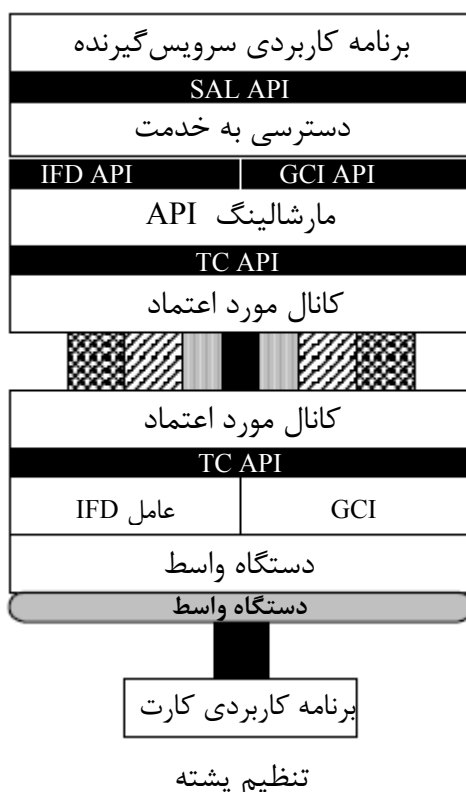 برنامه کاربردی سرویس‌گیرنده
SAL API
دسترسی به خدمت
IFD API GCI API
مارشالینگ API
TC API
کانال مورد اعتماد
کانال مورد اعتماد
TC API
عامل IFD GCI
دستگاه واسط
دستگاه واسط
برنامه کاربردی کارت
تنظیم پشته